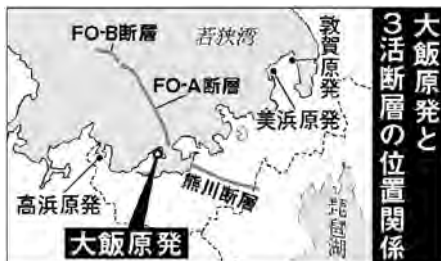 大飯原発と
3活断層の位置関係
FO-B断層
若狭湾
敦賀原発
FO-A断層
美浜原発
熊川断層
高浜原発
大飯原発
琵琶湖